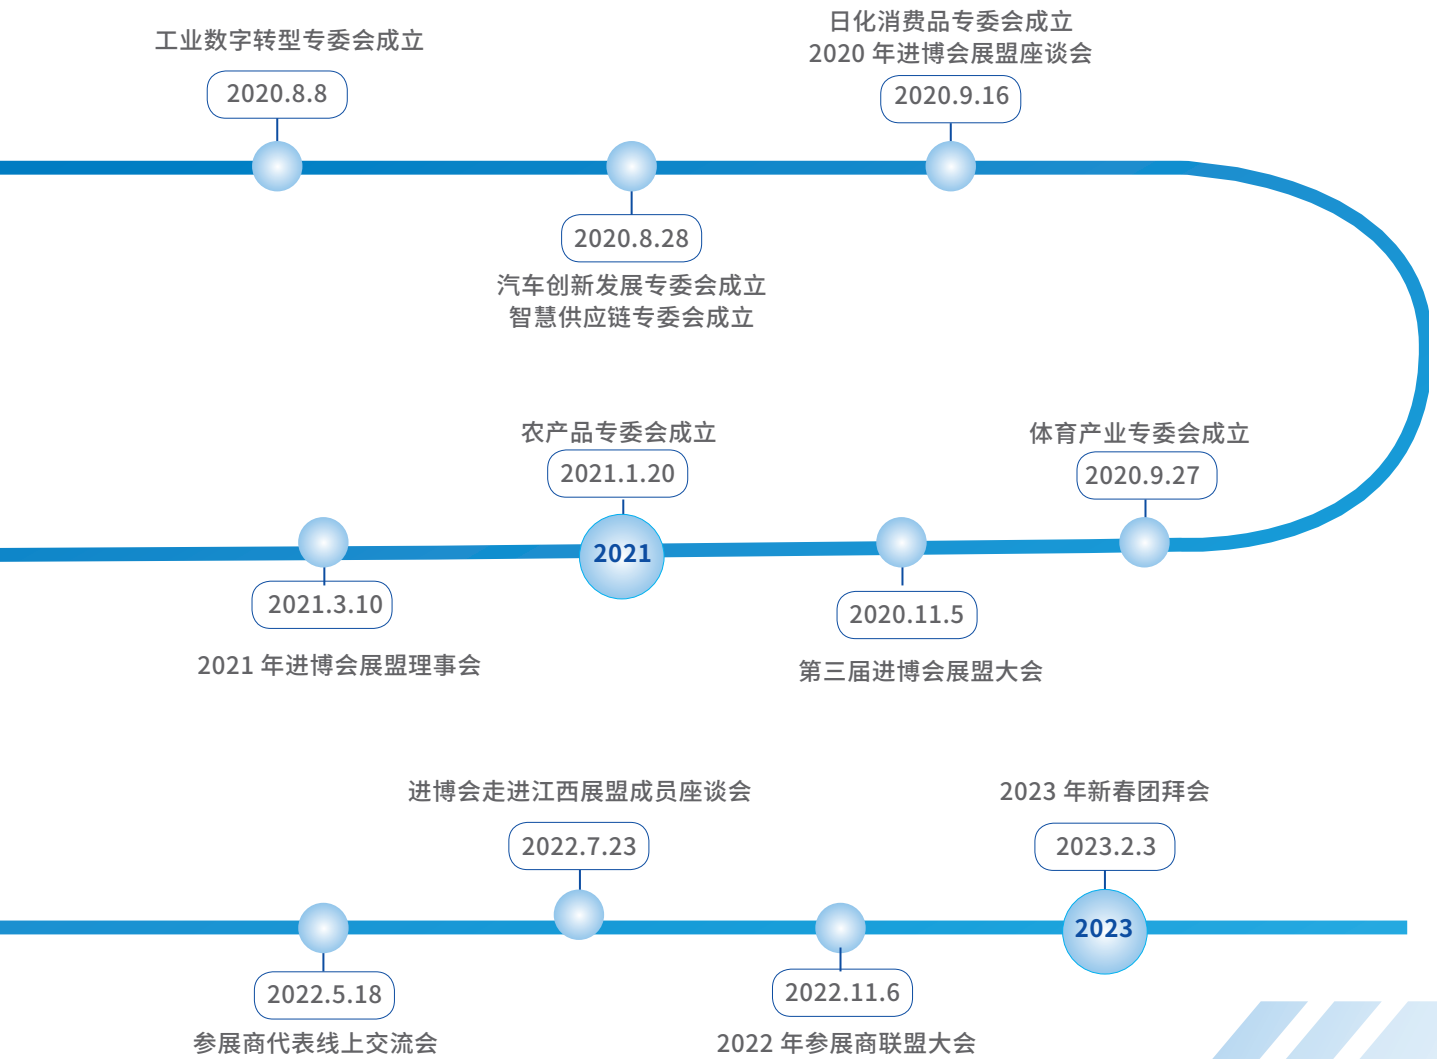 工业数字转型专委会成立
2020.8.8
日化消费品专委会成立
2020 年进博会展盟座谈会
2020.9.16
2020.8.28
汽车创新发展专委会成立
智慧供应链专委会成立
体育产业专委会成立
2020.9.27
2020.11.5
第三届进博会展盟大会
农产品专委会成立
2021.1.20
2021
2021.3.10
2021 年进博会展盟理事会
2022.5.18
参展商代表线上交流会
进博会走进江西展盟成员座谈会
2022.7.23
2022.11.6
2022 年参展商联盟大会
2023 年新春团拜会
2023.2.3
2023